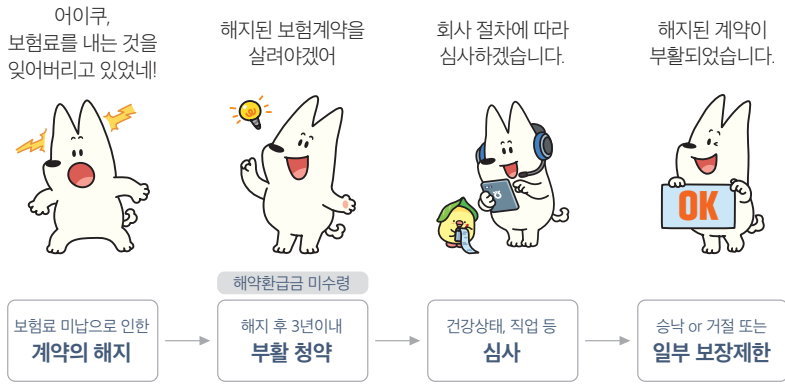 어이쿠,
보험료를 내는 것을
잊어버리고 있었네!
해지된 보험계약을
살려야겠어
회사 절차에 따라
심사하겠습니다.
해지된 계약이
부활되었습니다.
OK
해약환급금 미수령
보험료 미납으로 인한
계약의 해지
해지 후 3년이내
부활 청약
건강상태, 직업 등
심사
승낙 or 거절 또는
일부 보장제한